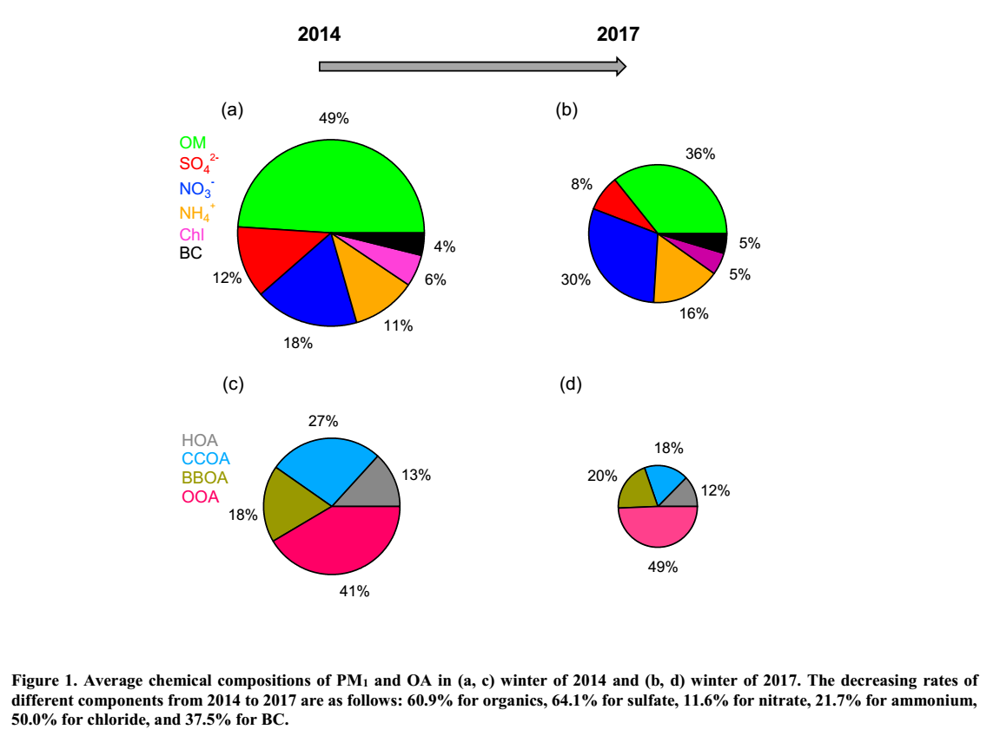 2014 2017
(a) (b)
49%
OM
SO₄²⁻
NO₃⁻
NH₄⁺
Chl
BC
12%
18%
11%
6%
4%
36%
8%
30%
16%
5%
5%
(c) (d)
27%
HOA
CCOA
BBOA
OOA
18%
13%
41%
18%
20%
12%
49%
Figure 1. Average chemical compositions of PM₁ and OA in (a, c) winter of 2014 and (b, d) winter of 2017. The decreasing rates of
different components from 2014 to 2017 are as follows: 60.9% for organics, 64.1% for sulfate, 11.6% for nitrate, 21.7% for ammonium,
50.0% for chloride, and 37.5% for BC.